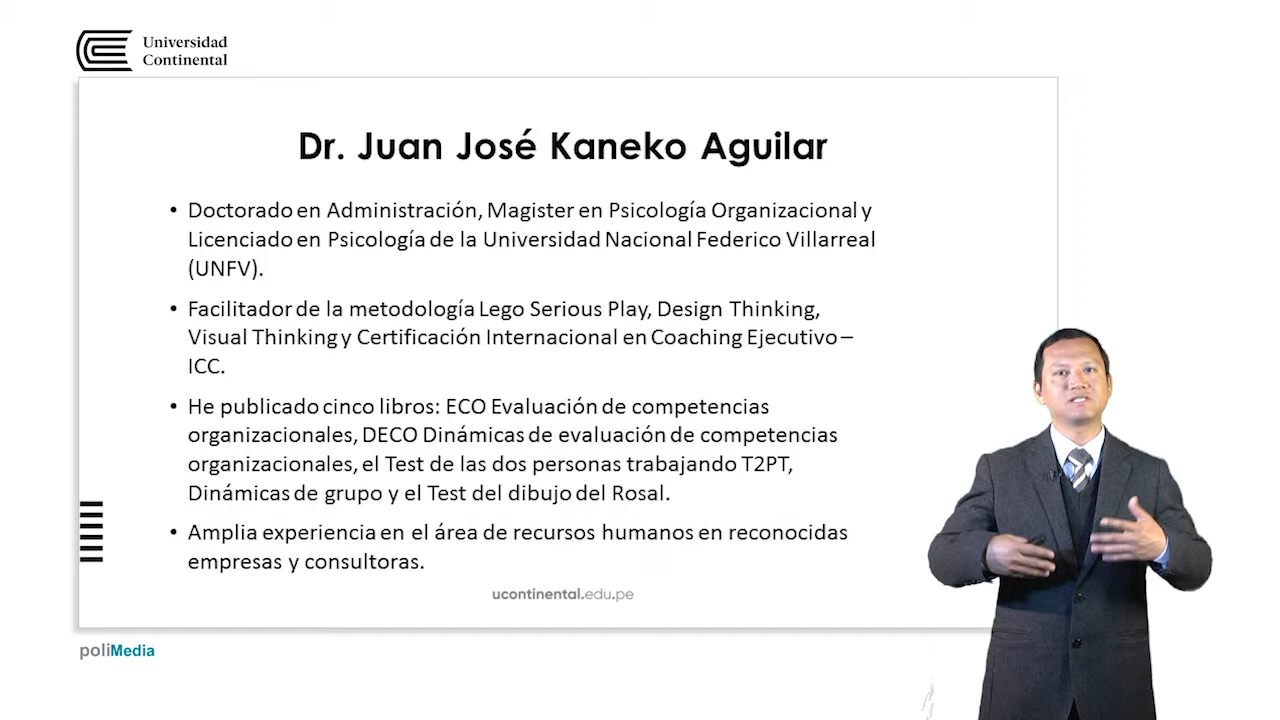 Universidad
Continental
Dr. Juan José Kaneko Aguilar
• Doctorado en Administración, Magister en Psicología Organizacional y
Licenciado en Psicología de la Universidad Nacional Federico Villarreal
(UNFV).
• Facilitador de la metodología Lego Serious Play, Design Thinking,
Visual Thinking y Certificación Internacional en Coaching Ejecutivo –
ICC.
• He publicado cinco libros: ECO Evaluación de competencias
organizacionales, DECO Dinámicas de evaluación de competencias
organizacionales, el Test de las dos personas trabajando T2PT,
Dinámicas de grupo y el Test del dibujo del Rosal.
• Amplia experiencia en el área de recursos humanos en reconocidas
empresas y consultoras.
ucontinental.edu.pe
poliMedia